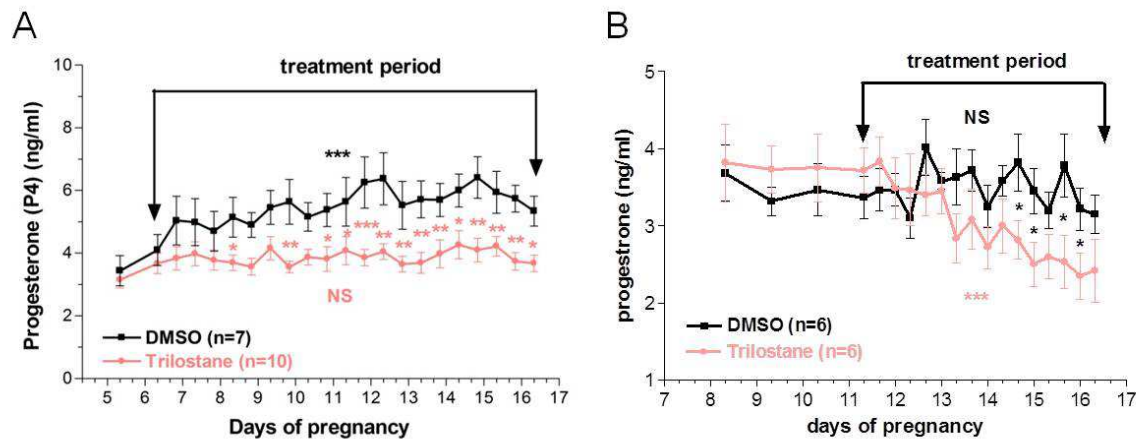 A
treatment period
Progesterone (P4) (ng/ml)
10
8
6
4
2
0
***
* ** * * *** ** ** ** ** * ** ** ** *
NS
DMSO (n=7)
Trilostane (n=10)
5 6 7 8 9 10 11 12 13 14 15 16 17
Days of pregnancy
B
treatment period
progestrone (ng/ml)
5
4
3
2
1
NS
* * * *
***
DMSO (n=6)
Trilostane (n=6)
7 8 9 10 11 12 13 14 15 16 17
days of pregnancy